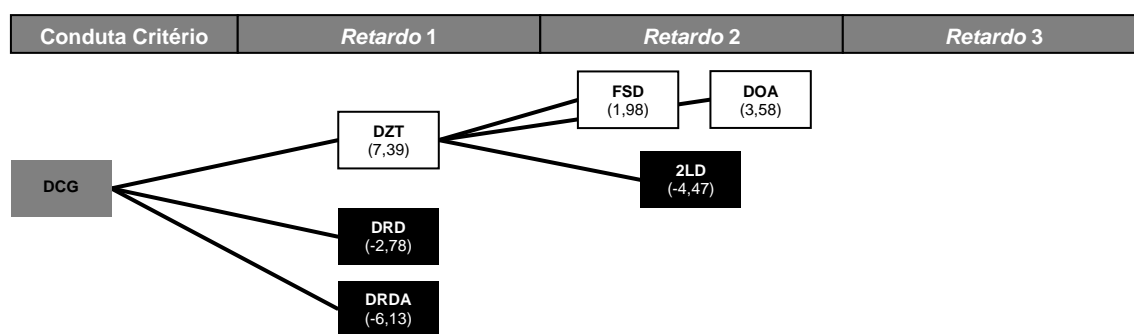 Conduta Critério Retardo 1 Retardo 2 Retardo 3
FSD DOA
(1,98) (3,58)
DZT
(7,39)
2LD
(-4,47)
DCG
DRD
(-2,78)
DRDA
(-6,13)